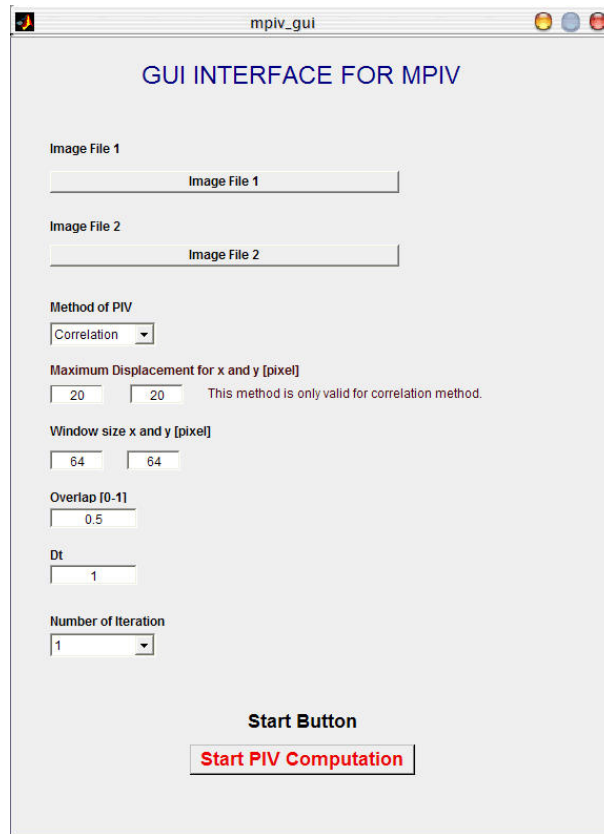 mpiv_gui
GUI INTERFACE FOR MPIV
Image File 1
Image File 1
Image File 2
Image File 2
Method of PIV
Correlation
Maximum Displacement for x and y [pixel]
20 20 This method is only valid for correlation method.
Window size x and y [pixel]
64 64
Overlap [0-1]
0.5
Dt
1
Number of Iteration
1
Start Button
Start PIV Computation